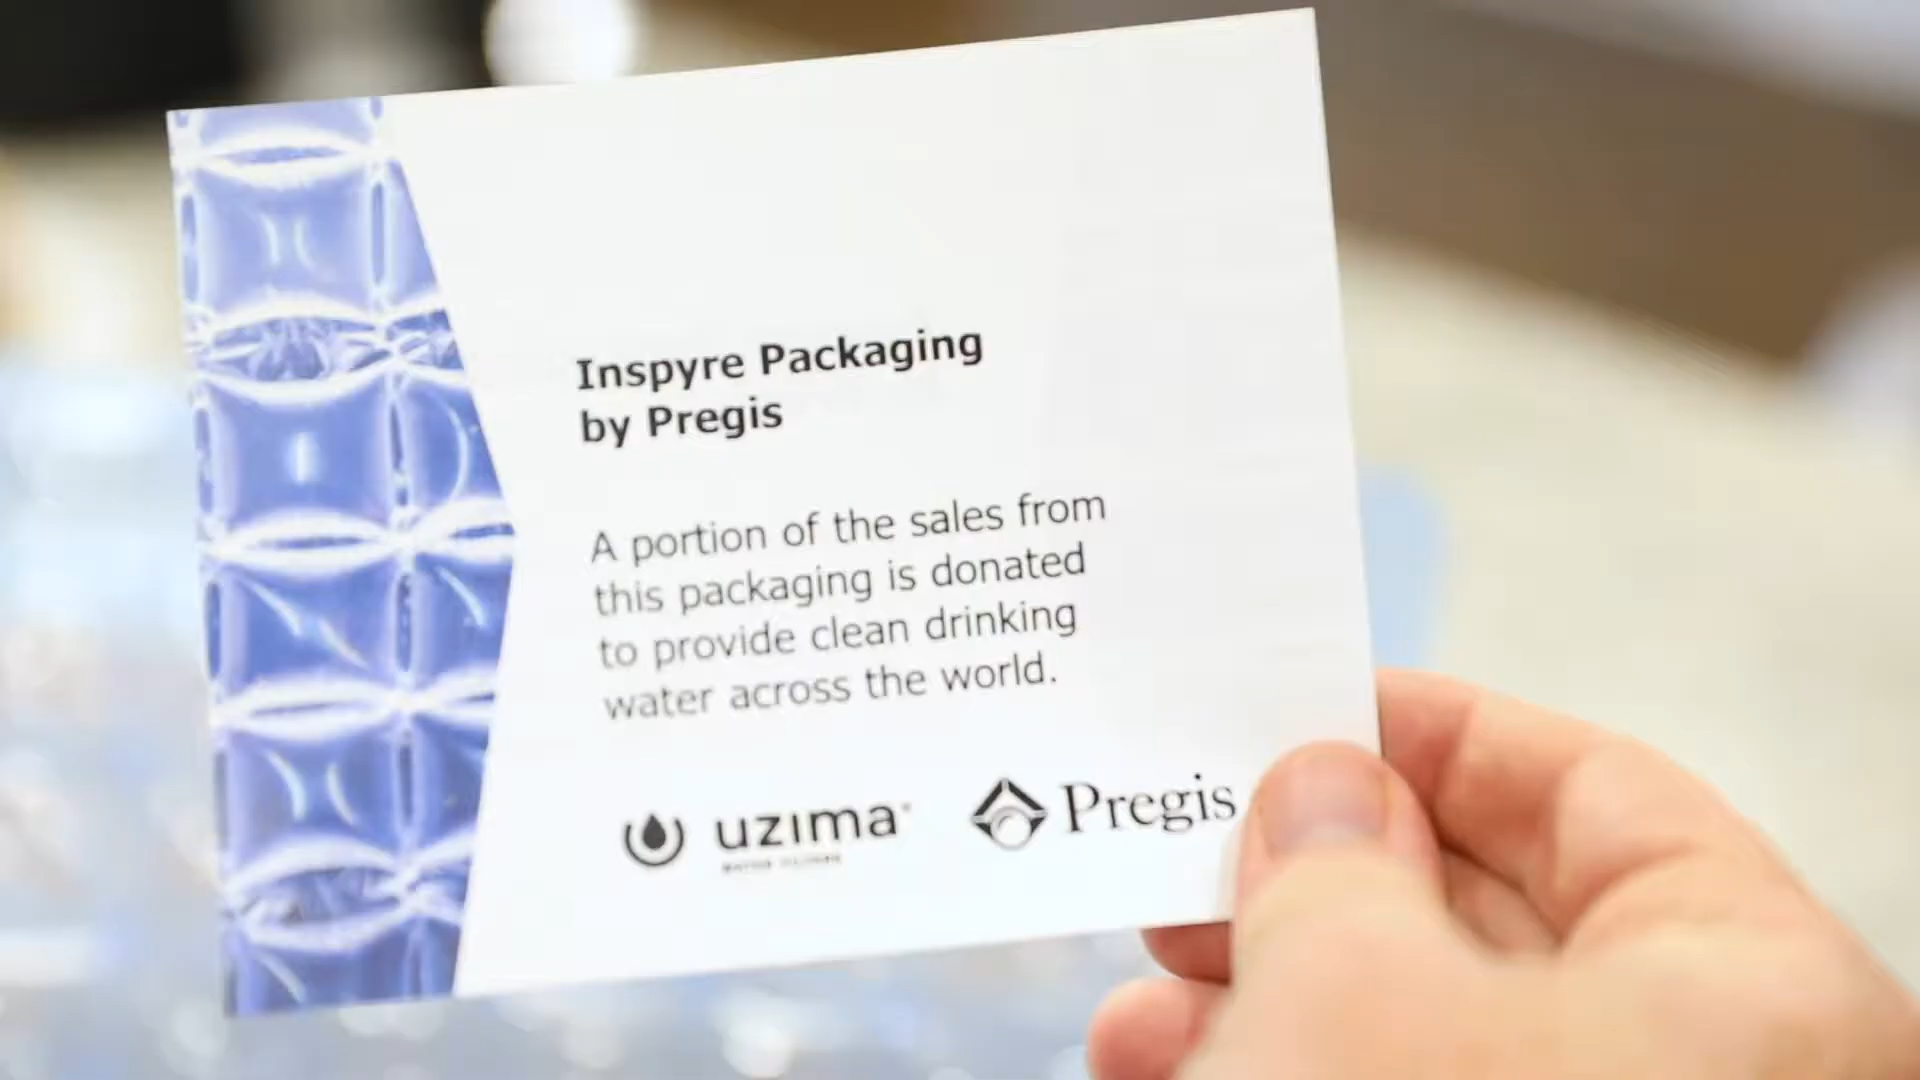 Inspyre Packaging
by Pregis
A portion of the sales from
this packaging is donated
to provide clean drinking
water across the world.
uzima
Pregis